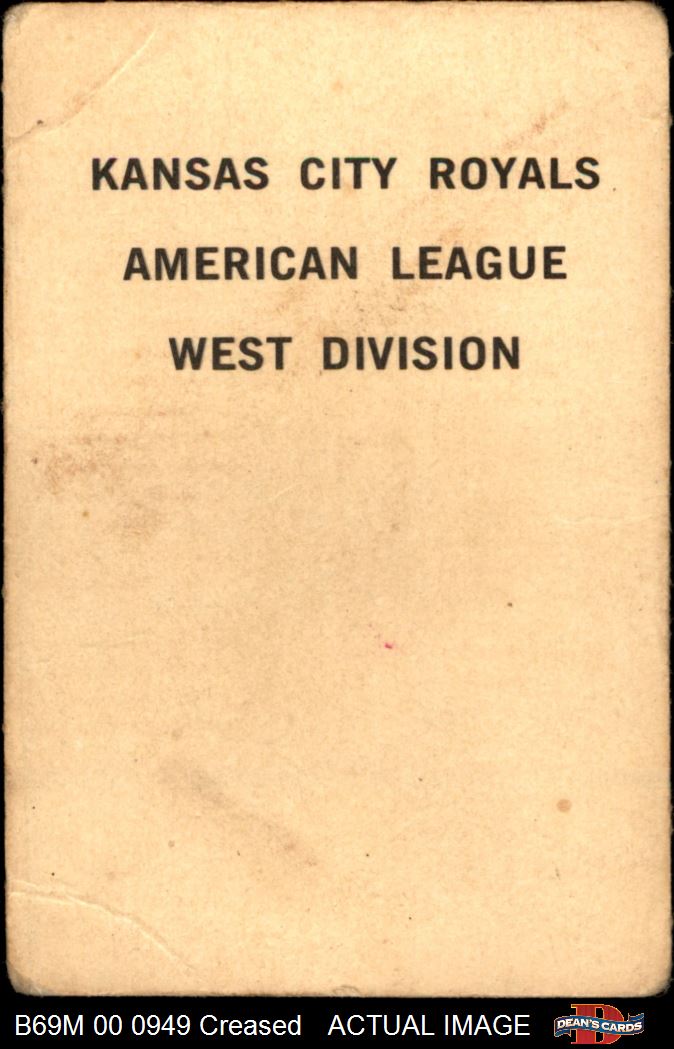 KANSAS CITY ROYALS
AMERICAN LEAGUE
WEST DIVISION
B69M 00 0949 Creased ACTUAL IMAGE
D
DEAN'S CARDS